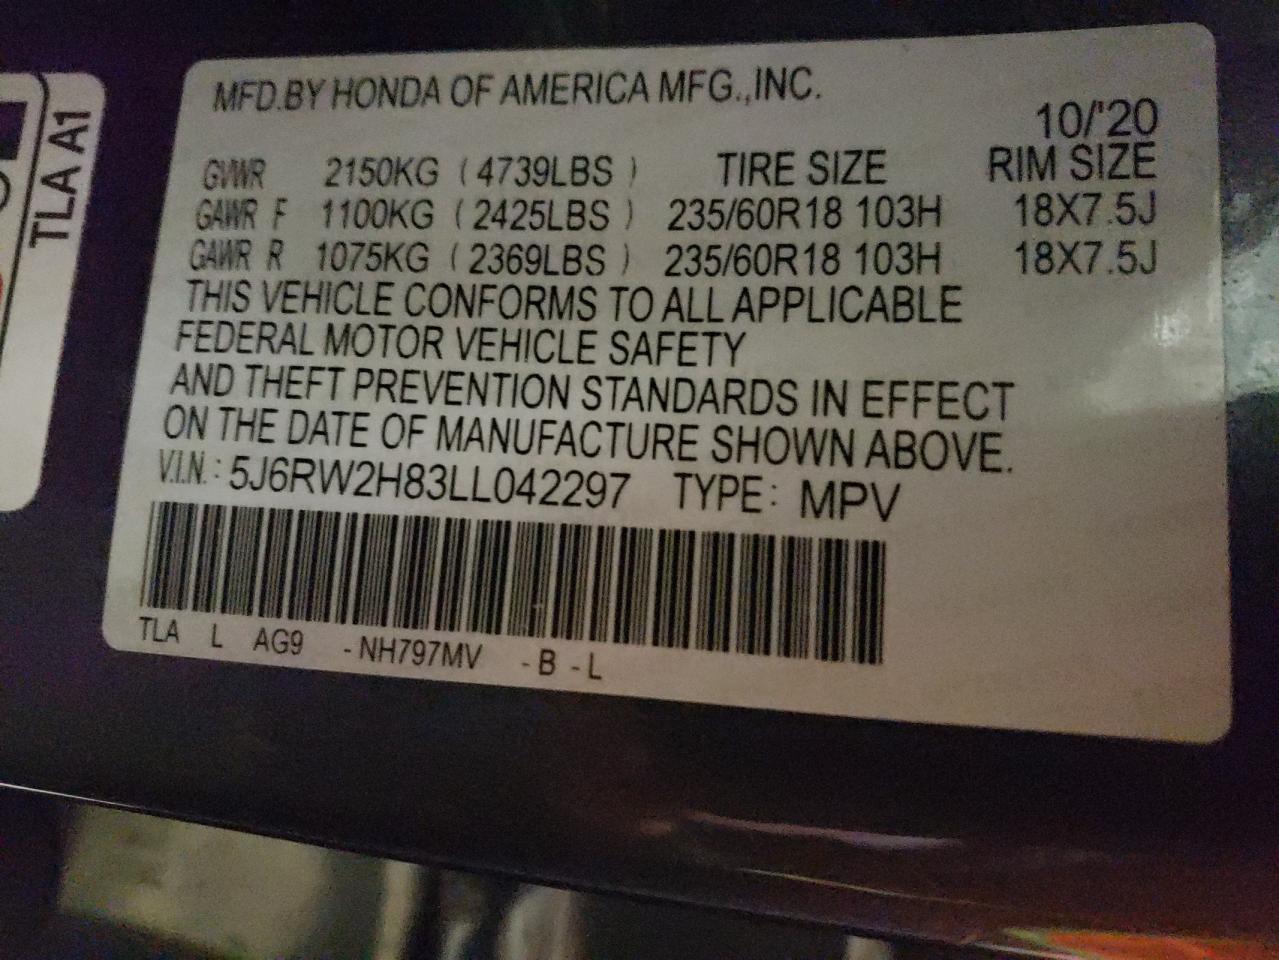 TLA A1
MFD.BY HONDA OF AMERICA MFG.,INC.
10/'20
GVWR 2150KG ( 4739LBS ) TIRE SIZE RIM SIZE
GAWR F 1100KG ( 2425LBS ) 235/60R18 103H 18X7.5J
GAWR R 1075KG ( 2369LBS ) 235/60R18 103H 18X7.5J
THIS VEHICLE CONFORMS TO ALL APPLICABLE
FEDERAL MOTOR VEHICLE SAFETY
AND THEFT PREVENTION STANDARDS IN EFFECT
ON THE DATE OF MANUFACTURE SHOWN ABOVE.
V.I.N.: 5J6RW2H83LL042297 TYPE: MPV
TLA L AG9 -NH797MV -B -L